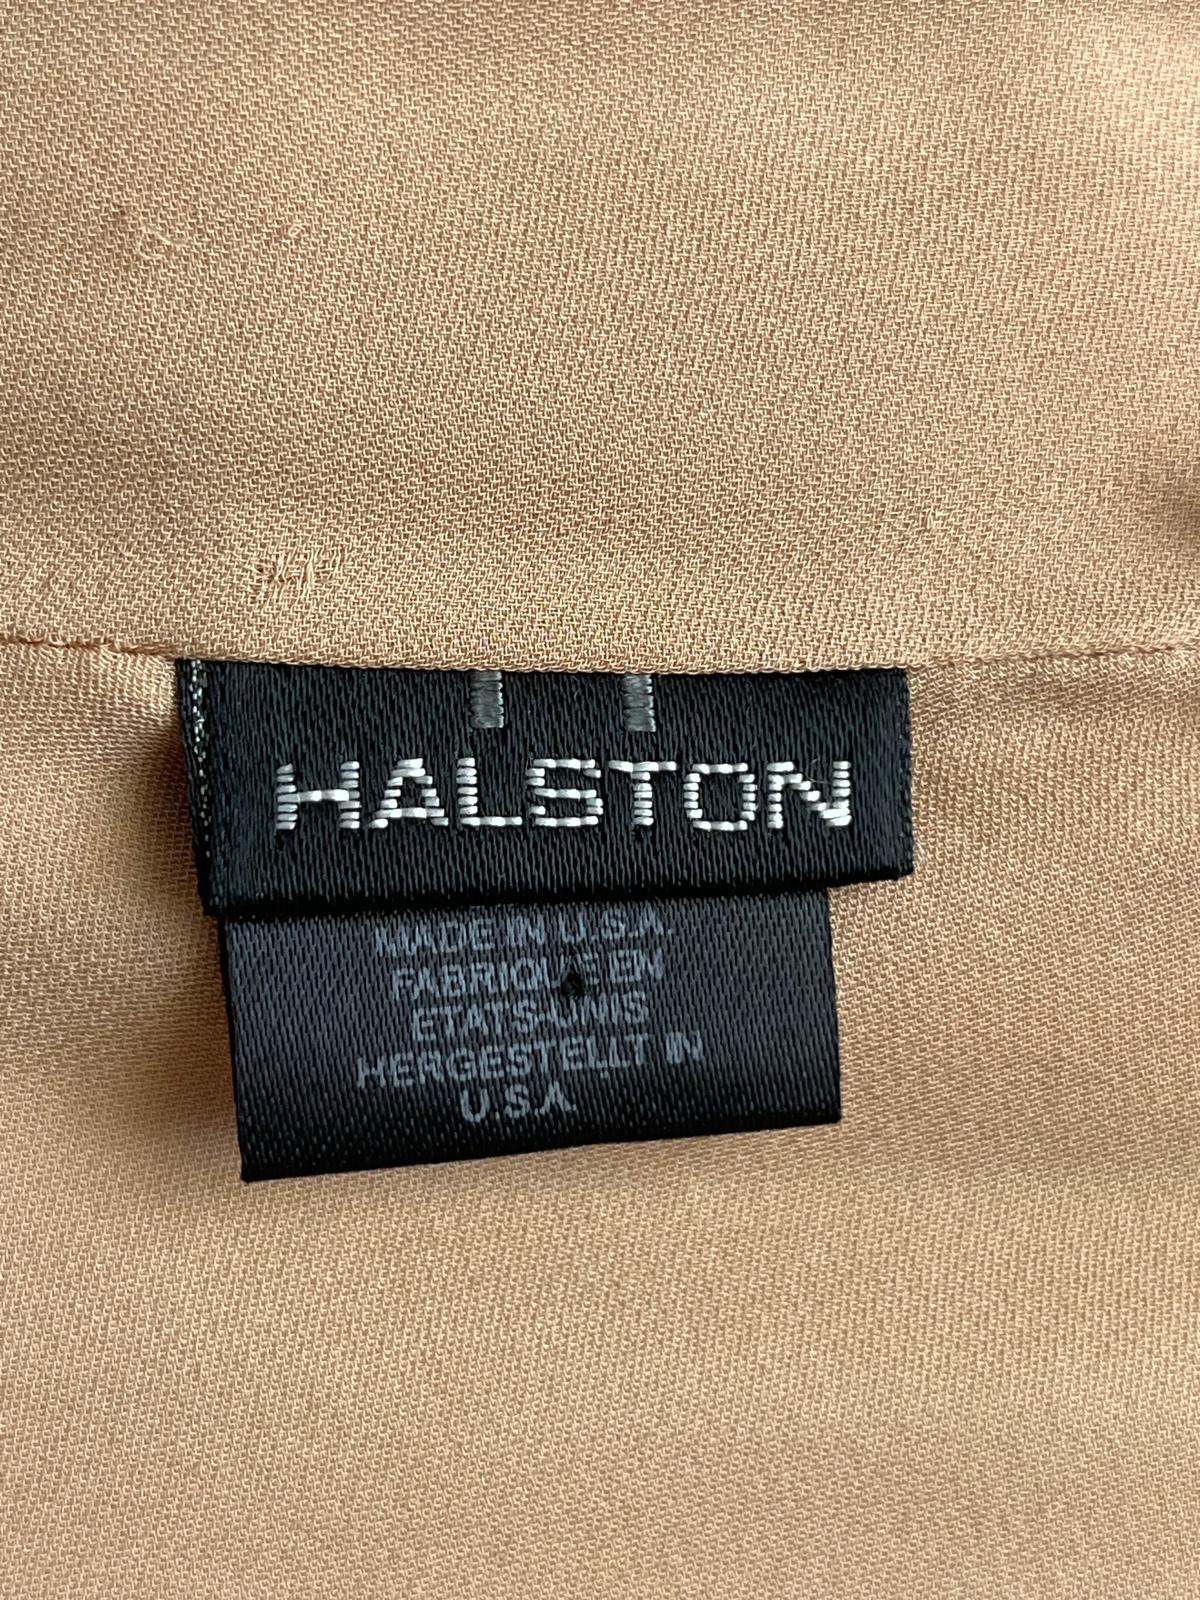 HALSTON
MADE IN U.S.A.
FABRIQUE EN
ETATS-UNIS
HERGESTELLT IN
U.S.A.